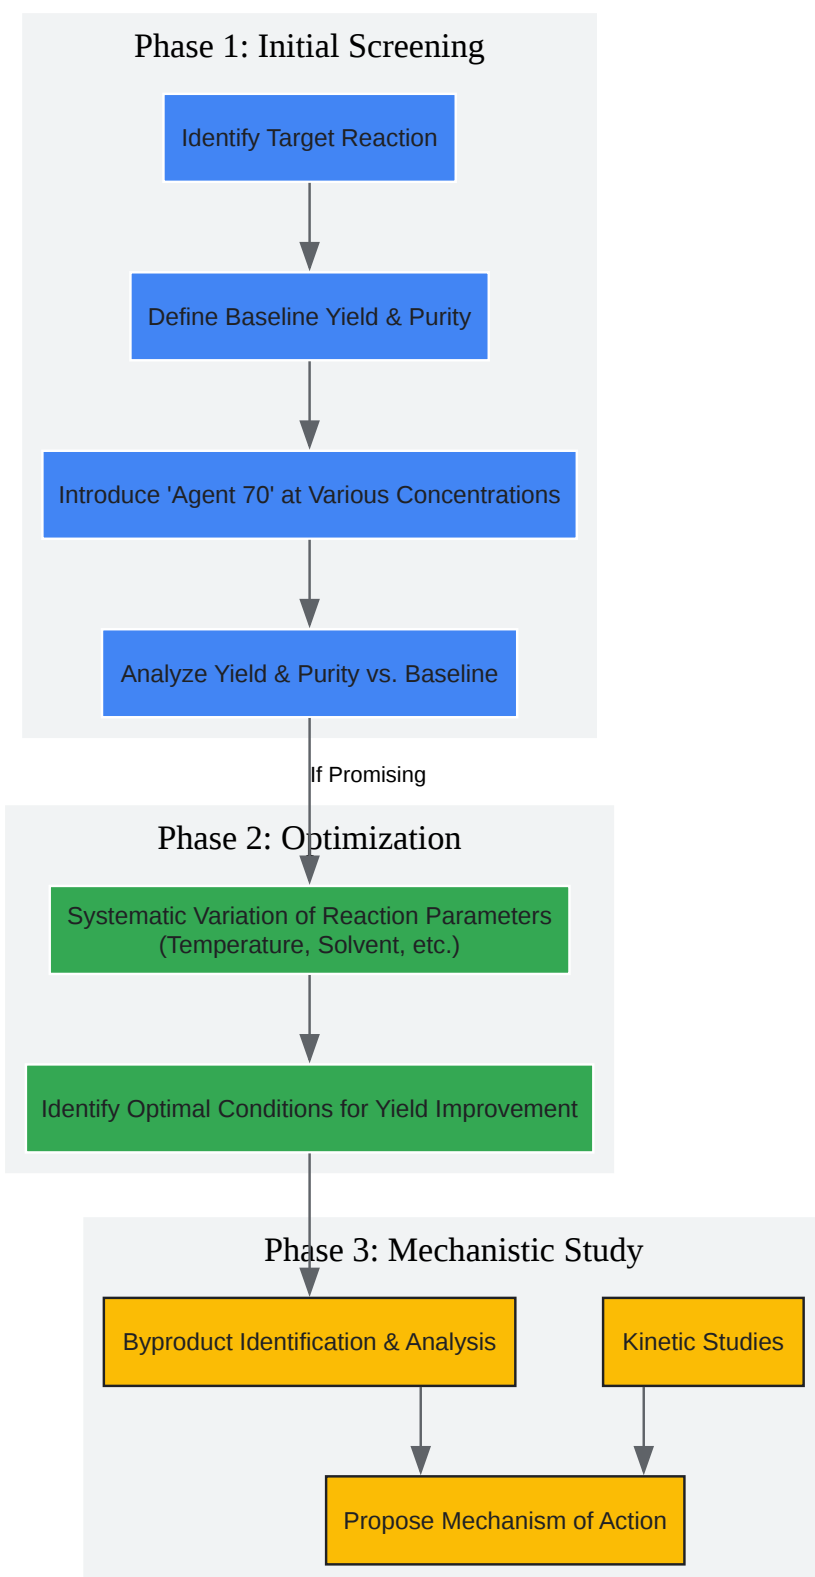 Phase 1: Initial Screening
Identify Target Reaction
Define Baseline Yield & Purity
Introduce 'Agent 70' at Various Concentrations
Analyze Yield & Purity vs. Baseline
If Promising
Phase 2: Optimization
Systematic Variation of Reaction Parameters
(Temperature, Solvent, etc.)
Identify Optimal Conditions for Yield Improvement
Phase 3: Mechanistic Study
Byproduct Identification & Analysis
Kinetic Studies
Propose Mechanism of Action